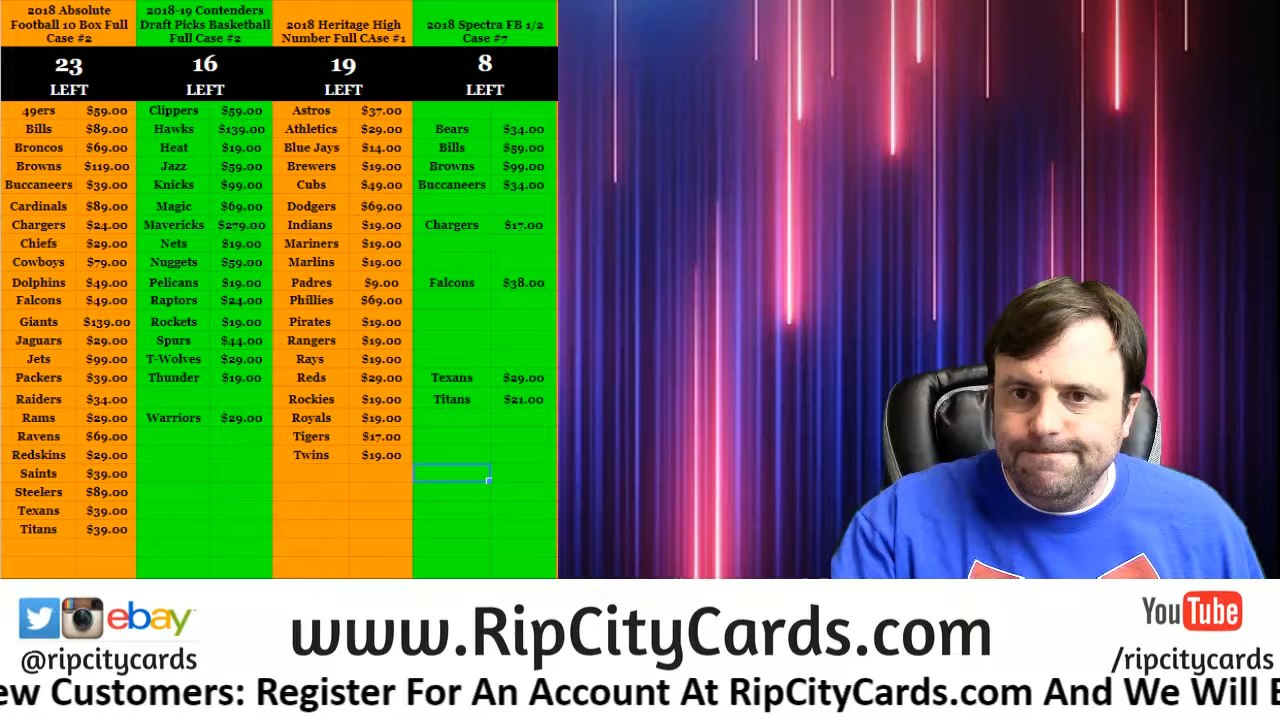 2018 Absolute
Football 10 Box Full
Case #2
23
LEFT
49ers $59.00
Bills $89.00
Broncos $69.00
Browns $119.00
Buccaneers $39.00
Cardinals $89.00
Chargers $24.00
Chiefs $29.00
Cowboys $79.00
Dolphins $49.00
Falcons $49.00
Giants $139.00
Jaguars $29.00
Jets $99.00
Packers $39.00
Raiders $34.00
Rams $29.00
Ravens $69.00
Redskins $29.00
Saints $39.00
Steelers $89.00
Texans $39.00
Titans $39.00
2018-19 Contenders
Draft Picks Basketball
Full Case #2
16
LEFT
Clippers $59.00
Hawks $139.00
Heat $19.00
Jazz $59.00
Knicks $99.00
Magic $69.00
Mavericks $279.00
Nets $19.00
Nuggets $59.00
Pelicans $19.00
Raptors $24.00
Rockets $19.00
Spurs $44.00
T-Wolves $29.00
Thunder $19.00
Warriors $29.00
2018 Heritage High
Number Full CAse #1
19
LEFT
Astros $37.00
Athletics $29.00
Blue Jays $14.00
Brewers $19.00
Cubs $49.00
Dodgers $69.00
Indians $19.00
Mariners $19.00
Marlins $19.00
Padres $9.00
Phillies $69.00
Pirates $19.00
Rangers $19.00
Rays $19.00
Reds $29.00
Rockies $19.00
Royals $19.00
Tigers $17.00
Twins $19.00
2018 Spectra FB 1/2
Case #7
8
LEFT
Bears $34.00
Bills $59.00
Browns $99.00
Buccaneers $34.00
Chargers $17.00
Falcons $38.00
Texans $29.00
Titans $21.00
ebay
@ripcitycards
www.RipCityCards.com
YouTube
/ripcitycards
ew Customers: Register For An Account At RipCityCards.com And We Will